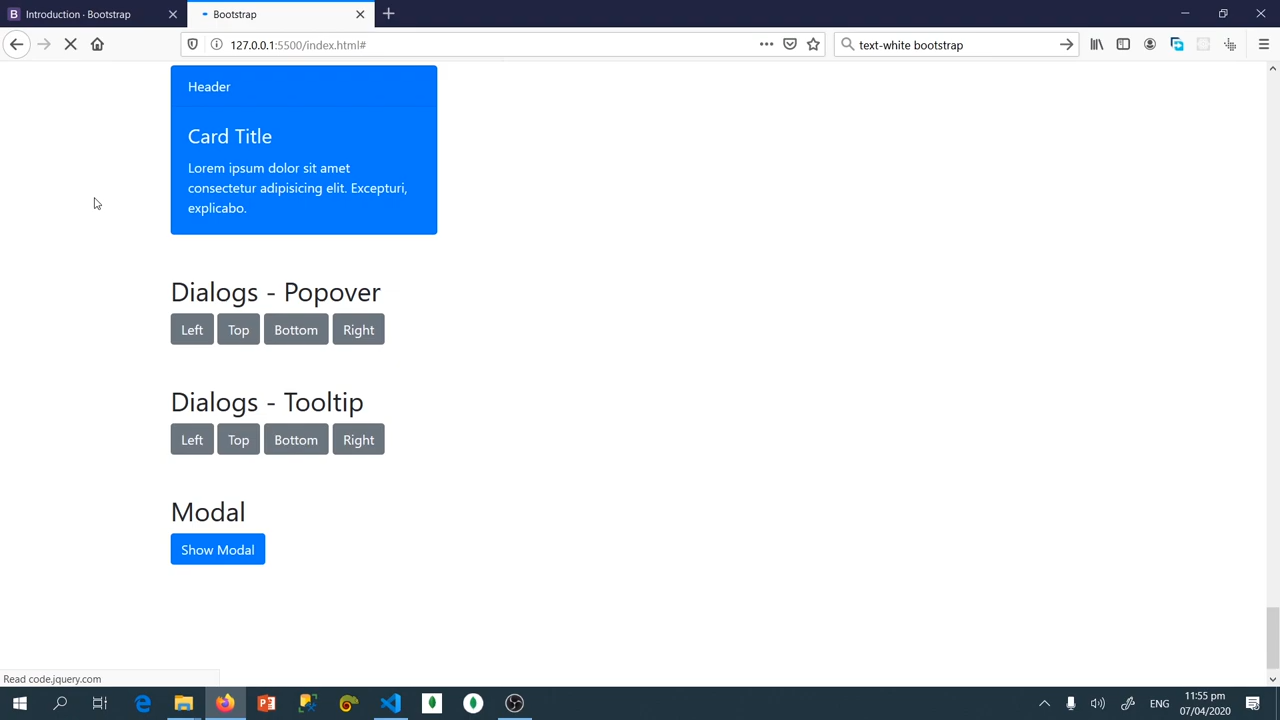 Introduction · Bootstrap
Bootstrap
127.0.0.1:5500/index.html#
text-white bootstrap
Header
Card Title
Lorem ipsum dolor sit amet
consectetur adipisicing elit. Excepturi,
explicabo.
Dialogs - Popover
Left Top Bottom Right
Dialogs - Tooltip
Left Top Bottom Right
Modal
Show Modal
Read code.jquery.com
ENG
11:55 pm
07/04/2020